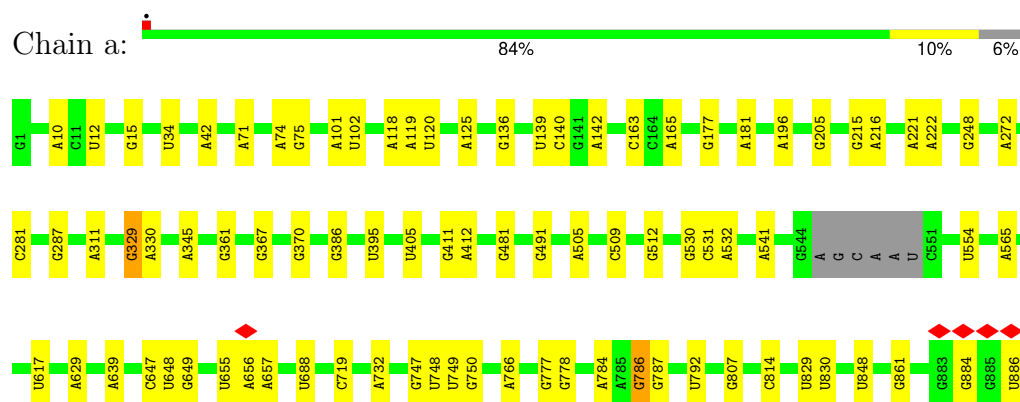 Chain a:
84% 10% 6%
G1 A10 C11 U12 G15 U34 A42 A71 A74 G75 A101 U102 A118 A119 U120 A125 G136 U139 C140 G141 A142 C163 C164 A165 G177 A181 A196 G205 G215 A216 A221 A222 G248 A272
C281 G287 A311 G329 A330 A345 G361 G367 G370 G386 U395 U405 G411 A412 G481 G491 A505 C509 G512 G530 C531 A532 A541 G544 A G C A A U C551 U554 A565
U617 A629 A639 C647 U648 G649 U655 A656 A657 U688 C719 A732 G747 U748 U749 G750 A766 G777 G778 A784 A785 G786 G787 U792 G807 C814 U829 U830 U848 G861 G883 G884 G885 U886